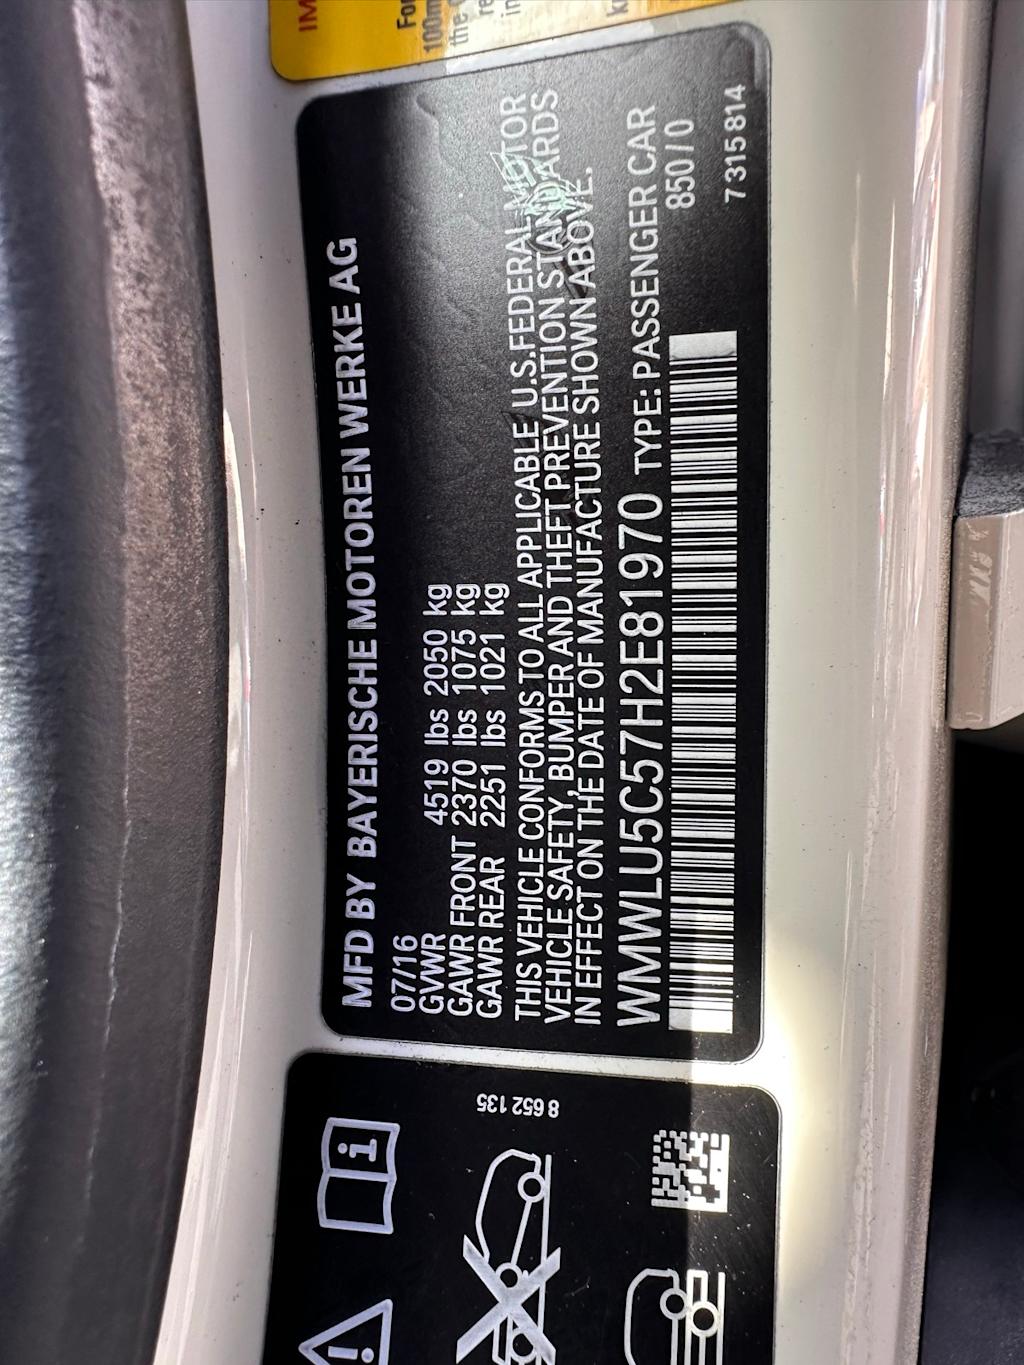 MFD BY BAYERISCHE MOTOREN WERKE AG
07/16
GVWR 4519 lbs 2050 kg
GAWR FRONT 2370 lbs 1075 kg
GAWR REAR 2251 lbs 1021 kg
THIS VEHICLE CONFORMS TO ALL APPLICABLE U.S.FEDERAL MOTOR
VEHICLE SAFETY, BUMPER AND THEFT PREVENTION STANDARDS
IN EFFECT ON THE DATE OF MANUFACTURE SHOWN ABOVE.
WMWLU5C57H2E81970 TYPE: PASSENGER CAR
850 / 0
7315814
8 652 135